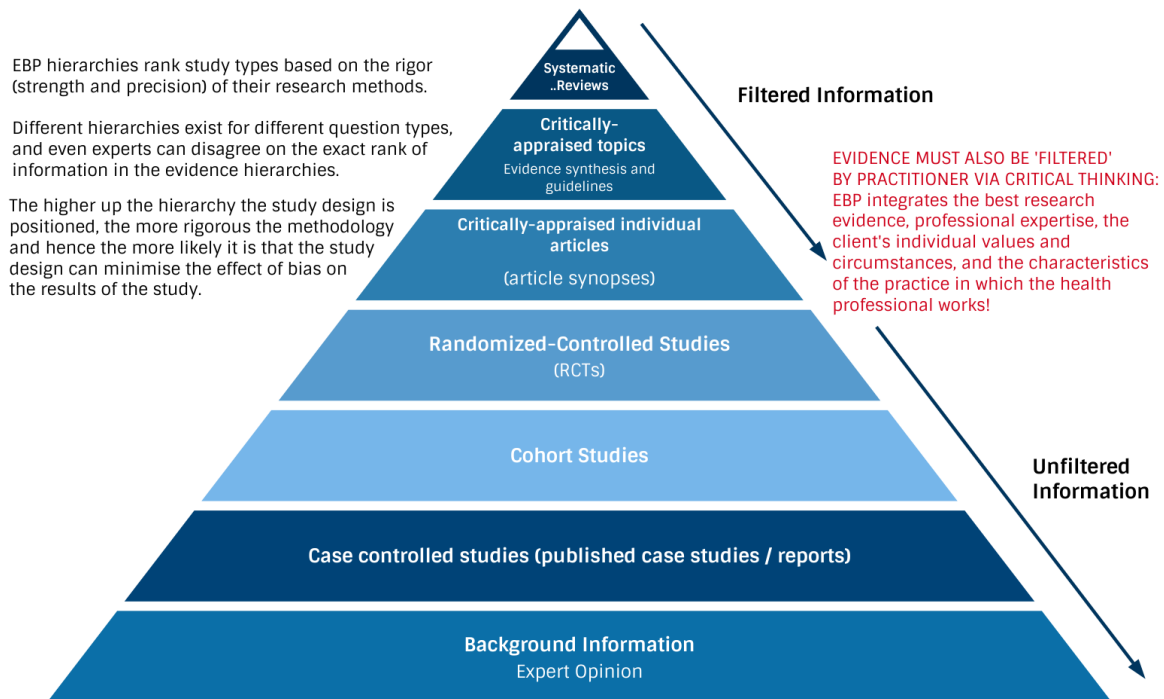 EBP hierarchies rank study types based on the rigor
(strength and precision) of their research methods.
Different hierarchies exist for different question types,
and even experts can disagree on the exact rank of
information in the evidence hierarchies.
The higher up the hierarchy the study design is
positioned, the more rigorous the methodology
and hence the more likely it is that the study
design can minimise the effect of bias on
the results of the study.
Systematic
..Reviews
Critically-
appraised topics
Evidence synthesis and
guidelines
Critically-appraised individual
articles
(article synopses)
Randomized-Controlled Studies
(RCTs)
Cohort Studies
Case controlled studies (published case studies / reports)
Background Information
Expert Opinion
Filtered Information
EVIDENCE MUST ALSO BE 'FILTERED'
BY PRACTITIONER VIA CRITICAL THINKING:
EBP integrates the best research
evidence, professional expertise, the
client's individual values and
circumstances, and the characteristics
of the practice in which the health
professional works!
Unfiltered
Information